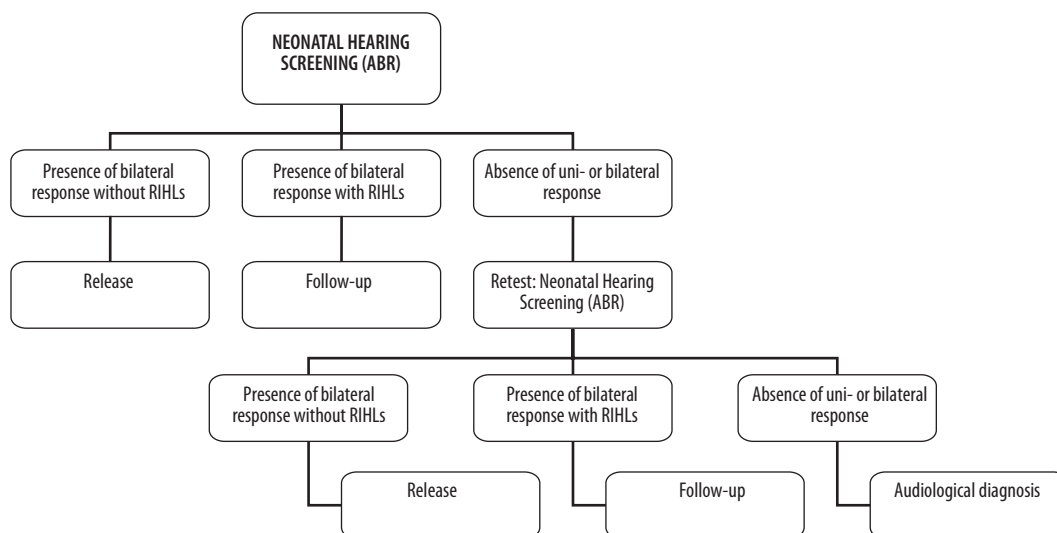 NEONATAL HEARING
SCREENING (ABR)
Presence of bilateral
response without RIHLs
Presence of bilateral
response with RIHLs
Absence of uni- or bilateral
response
Release
Follow-up
Retest: Neonatal Hearing
Screening (ABR)
Presence of bilateral
response without RIHLs
Presence of bilateral
response with RIHLs
Absence of uni- or bilateral
response
Release
Follow-up
Audiological diagnosis